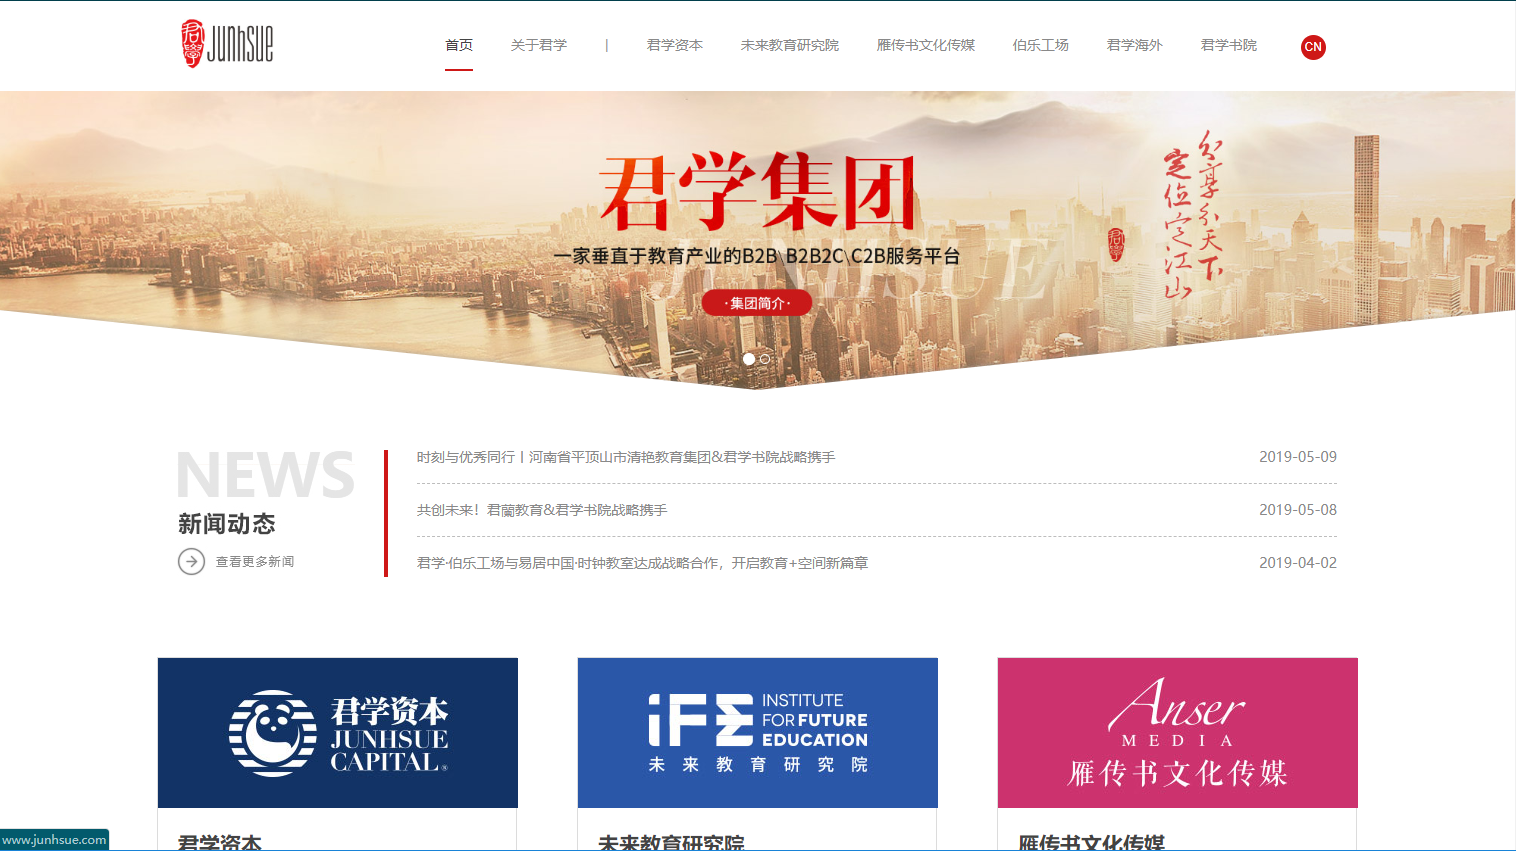 君學 JUNHSUE
首页 关于君学 | 君学资本 未来教育研究院 雁传书文化传媒 伯乐工场 君学海外 君学书院 CN
君学集团
一家垂直于教育产业的B2B\B2B2C\C2B服务平台
JUNHSUE
·集团简介·
分享分天下
定位定江山
君學
NEWS
新闻动态
查看更多新闻
时刻与优秀同行丨河南省平顶山市清艳教育集团&君学书院战略携手 2019-05-09
共创未来！君蘭教育&君学书院战略携手 2019-05-08
君学·伯乐工场与易居中国·时钟教室达成战略合作，开启教育+空间新篇章 2019-04-02
君学资本
JUNHSUE
CAPITAL®
iFE INSTITUTE
FOR FUTURE
EDUCATION
未来教育研究院
Anser
MEDIA
雁传书文化传媒
君学资本
未来教育研究院
雁传书文化传媒
www.junhsue.com